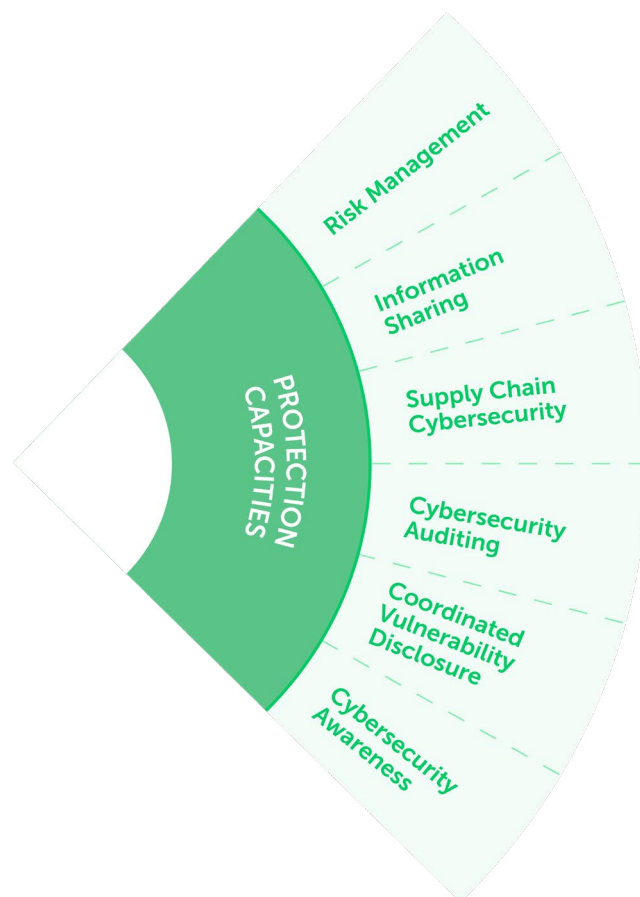 PROTECTION
CAPACITIES
Risk Management
Information
Sharing
Supply Chain
Cybersecurity
Cybersecurity
Auditing
Coordinated
Vulnerability
Disclosure
Cybersecurity
Awareness